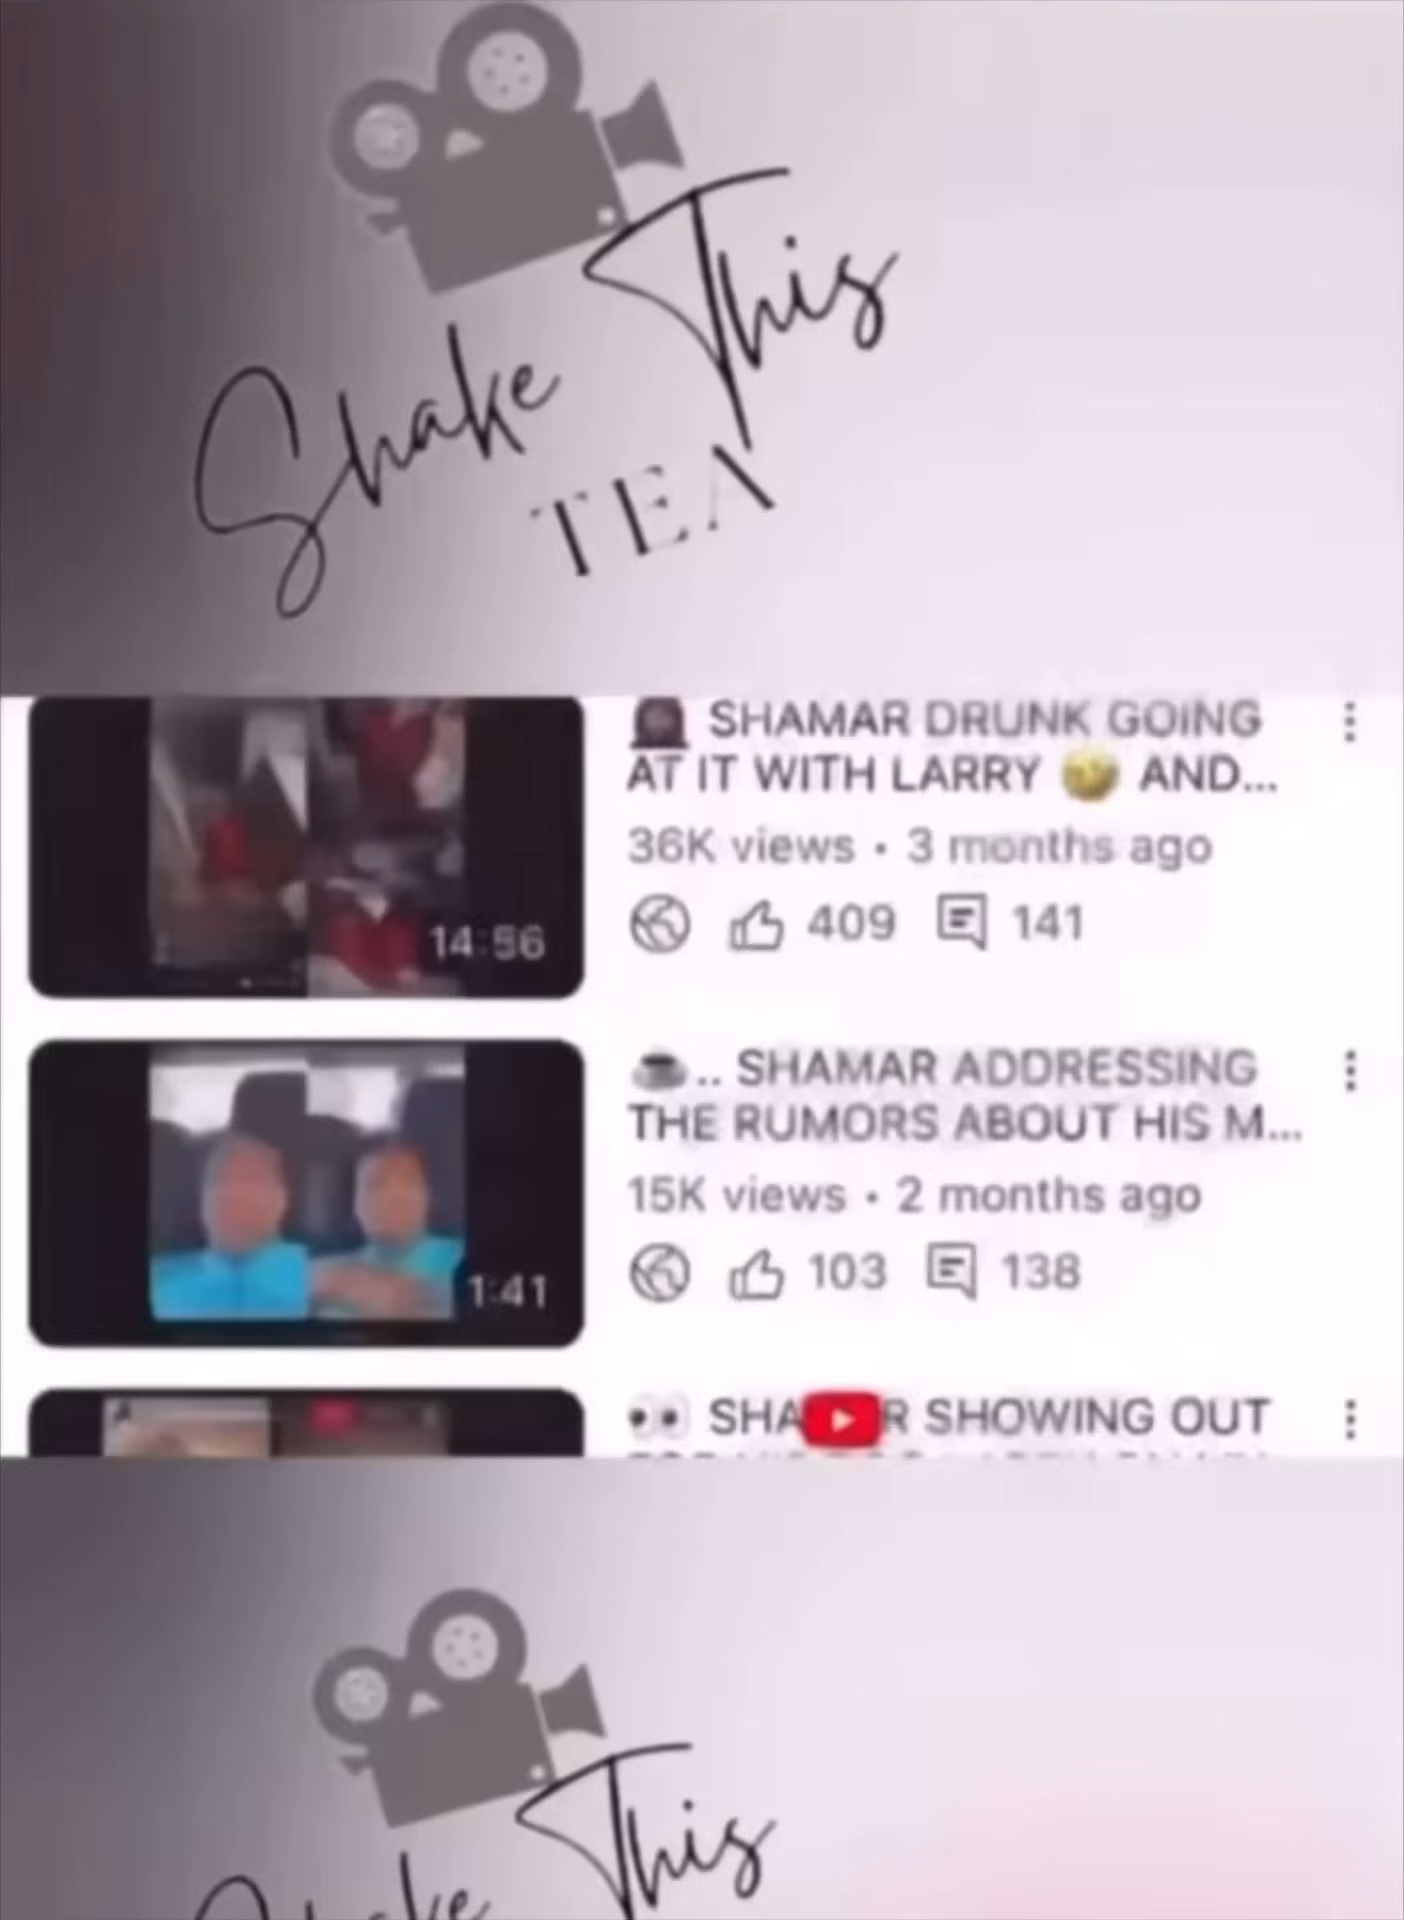 Shake This
TEA
SHAMAR DRUNK GOING
AT IT WITH LARRY 🤣 AND...
36K views • 3 months ago
409 141
14:56
☕.. SHAMAR ADDRESSING
THE RUMORS ABOUT HIS M...
15K views • 2 months ago
103 138
1:41
👀 SHA R SHOWING OUT
Shake This